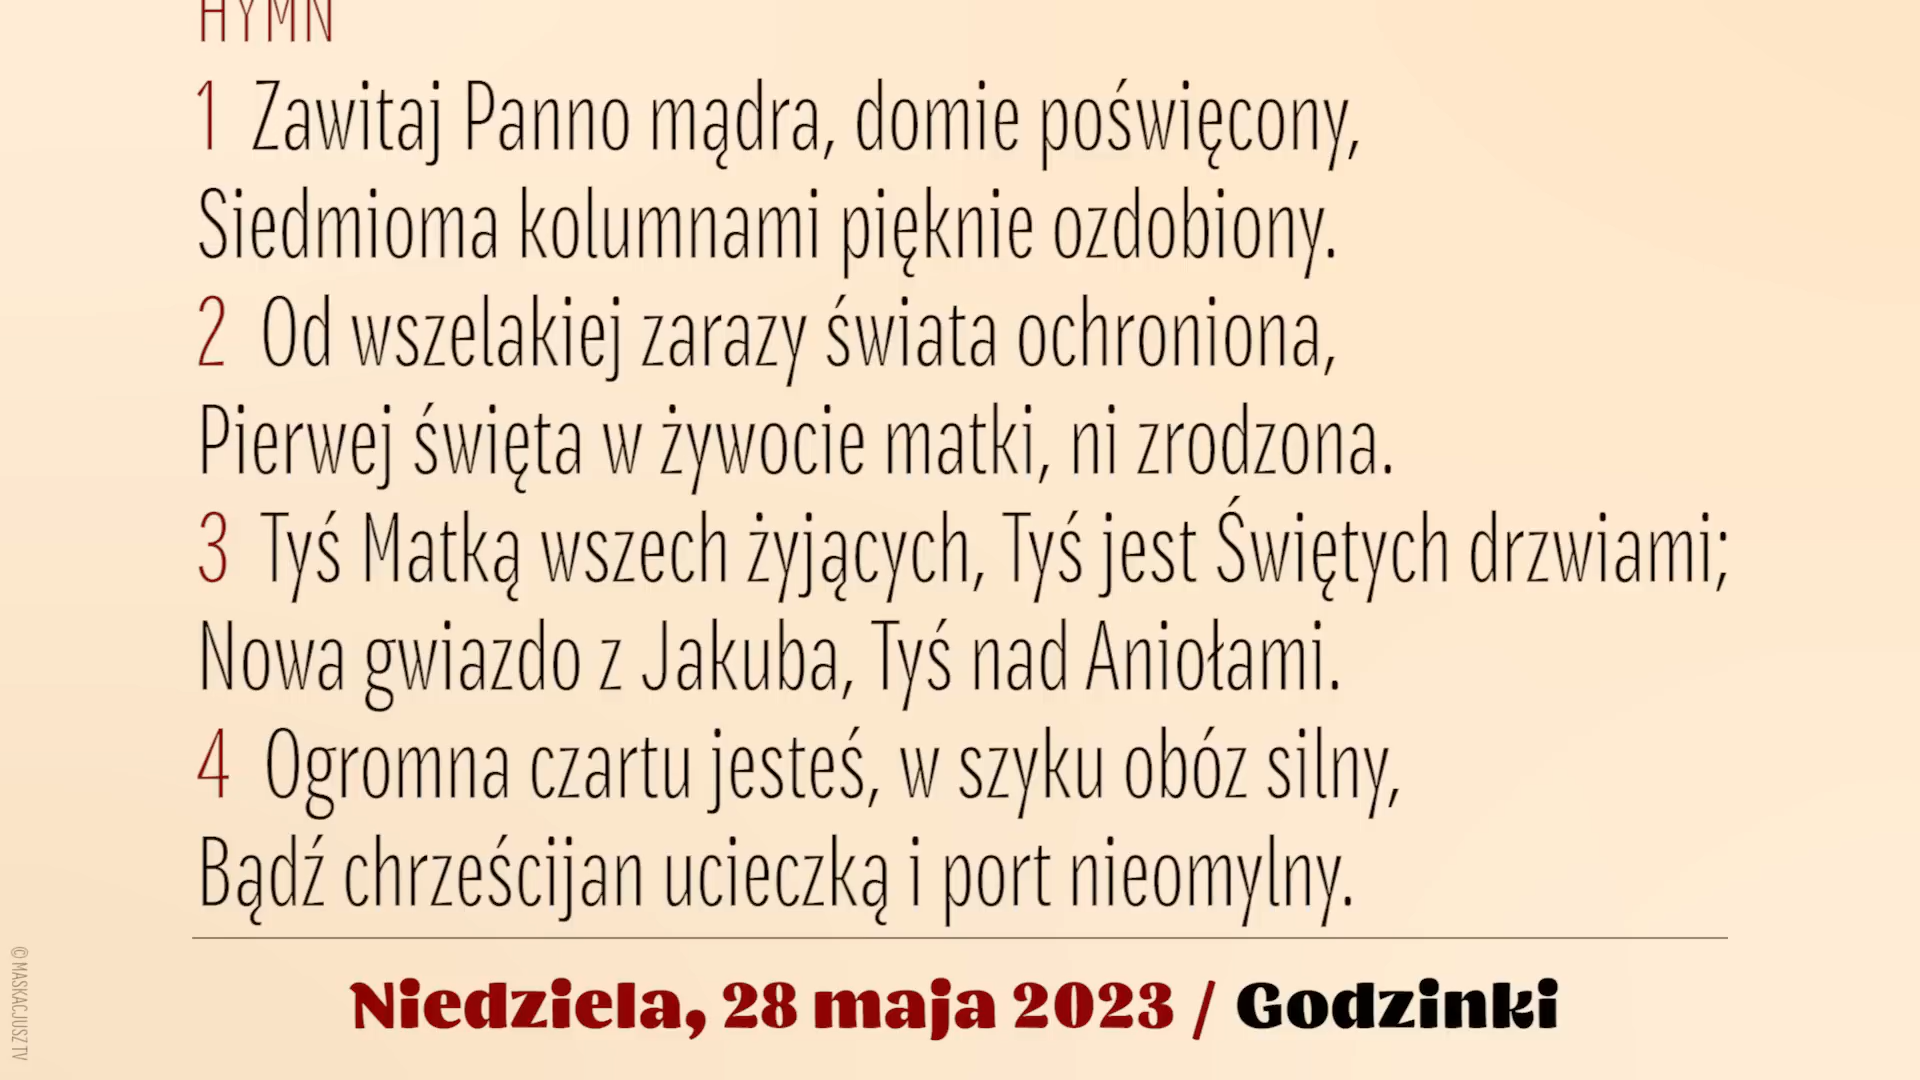 HYMN
1 Zawitaj Panno mądra, domie poświęcony,
Siedmioma kolumnami pięknie ozdobiony.
2 Od wszelakiej zarazy świata ochroniona,
Pierwej święta w żywocie matki, ni zrodzona.
3 Tyś Matką wszech żyjących, Tyś jest Świętych drzwiami;
Nowa gwiazdo z Jakuba, Tyś nad Aniołami.
4 Ogromna czartu jesteś, w szyku obóz silny,
Bądź chrześcijan ucieczką i port nieomylny.
Niedziela, 28 maja 2023 / Godzinki
© MASKACJUSZ TV